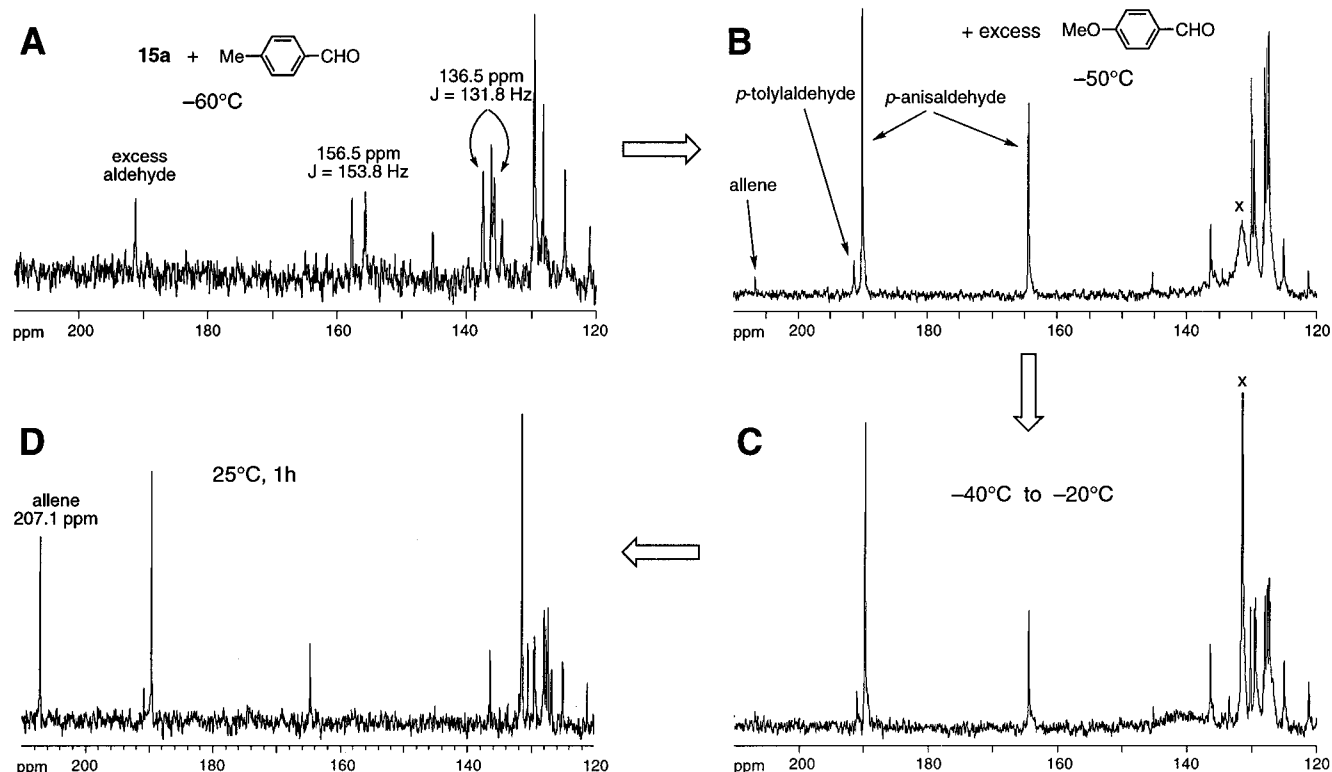 A
15a + Me CHO
−60°C
excess
aldehyde
156.5 ppm
J = 153.8 Hz
136.5 ppm
J = 131.8 Hz
ppm 200 180 160 140 120
B
+ excess MeO CHO
−50°C
p-tolylaldehyde
p-anisaldehyde
allene
x
ppm 200 180 160 140 120
D
25°C, 1h
allene
207.1 ppm
ppm 200 180 160 140 120
C
−40°C to −20°C
x
ppm 200 180 160 140 120